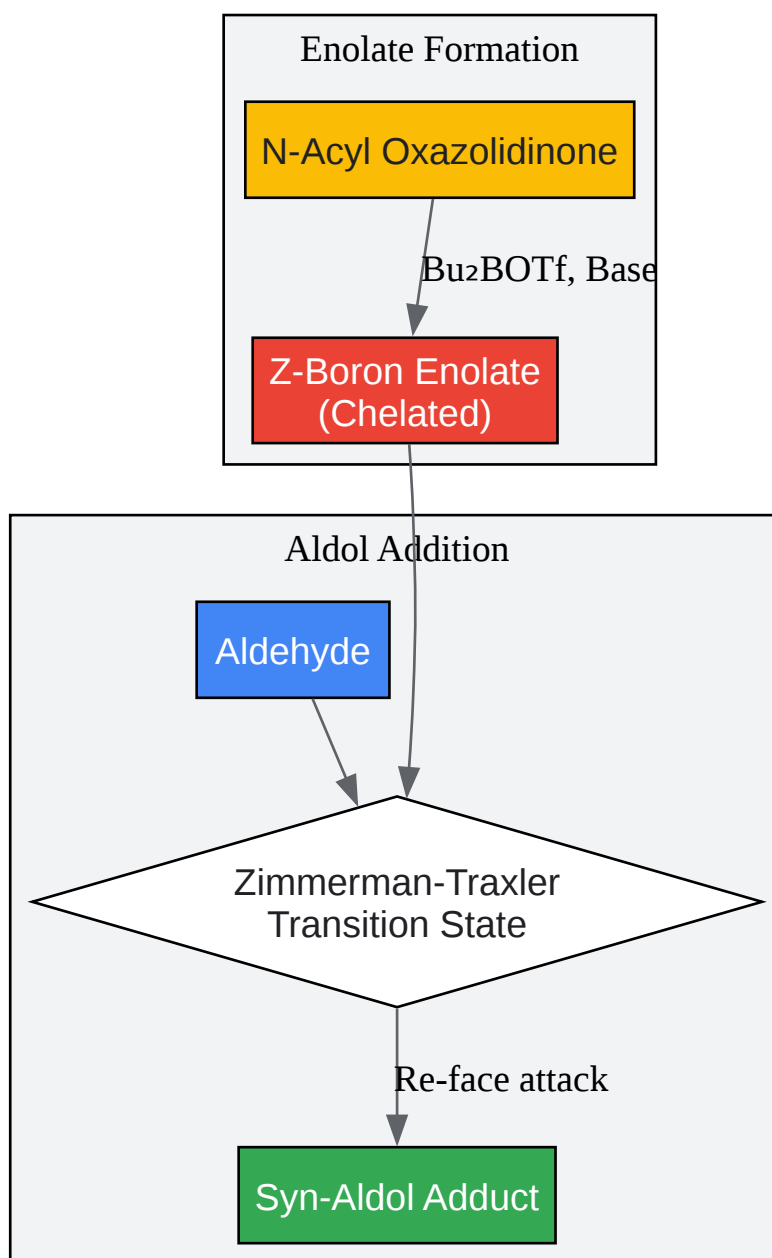 Enolate Formation
N-Acyl Oxazolidinone
Bu₂BOTf, Base
Z-Boron Enolate
(Chelated)
Aldol Addition
Aldehyde
Zimmerman-Traxler
Transition State
Re-face attack
Syn-Aldol Adduct